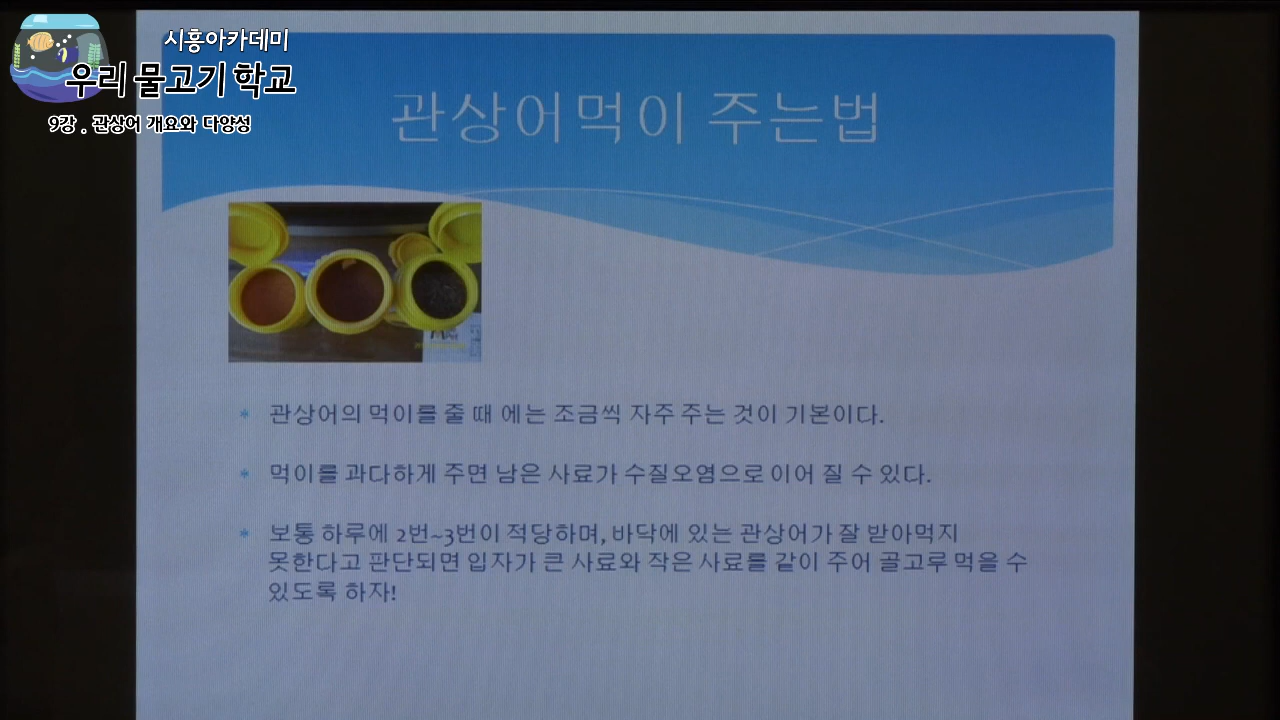 시흥아카데미
우리 물고기 학교
9강 . 관상어 개요와 다양성
관상어먹이 주는법
* 관상어의 먹이를 줄 때 에는 조금씩 자주 주는 것이 기본이다.
* 먹이를 과다하게 주면 남은 사료가 수질오염으로 이어 질 수 있다.
* 보통 하루에 2번~3번이 적당하며, 바닥에 있는 관상어가 잘 받아먹지
못한다고 판단되면 입자가 큰 사료와 작은 사료를 같이 주어 골고루 먹을 수
있도록 하자!